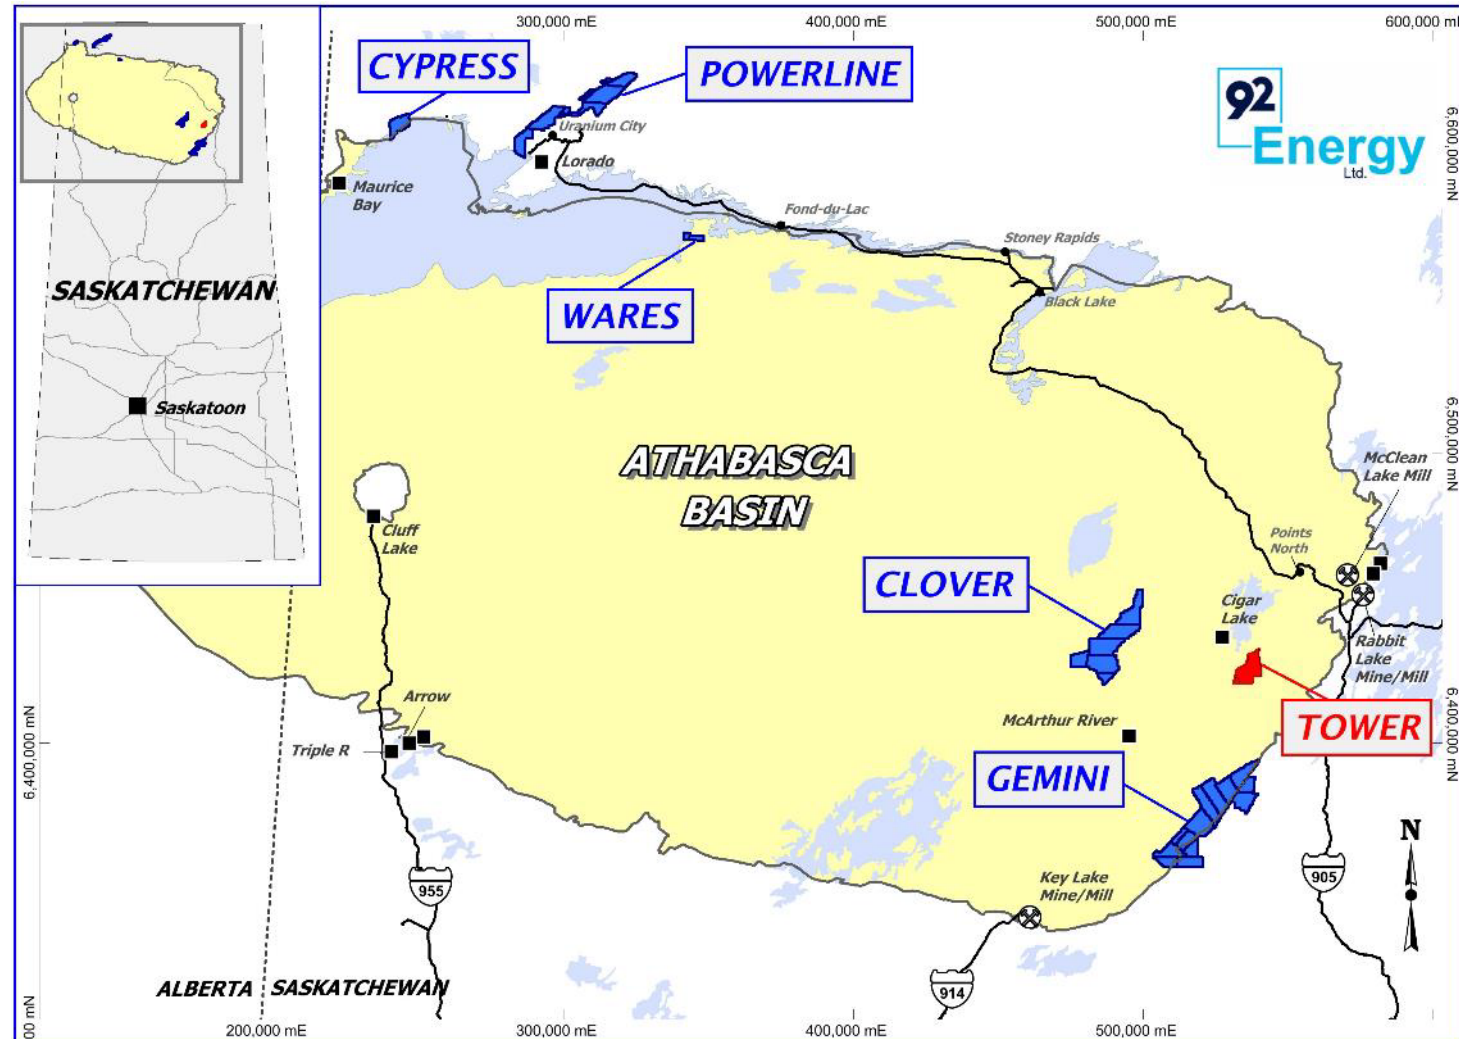 300,000 mE
400,000 mE
500,000 mE
600,000 mE
CYPRESS
POWERLINE
92
Energy
Ltd.
6,600,000 mN
Uranium City
Lorado
Maurice
Bay
Fond-du-Lac
Stoney Rapids
Black Lake
WARES
SASKATCHEWAN
Saskatoon
ATHABASCA
BASIN
6,500,000 mN
McClean
Lake Mill
Cluff
Lake
Points
North
CLOVER
Cigar
Lake
Rabbit
Lake
Mine/Mill
Arrow
Triple R
McArthur River
TOWER
6,400,000 mN
6,400,000 mN
GEMINI
N
Key Lake
Mine/Mill
955
905
914
ALBERTA
SASKATCHEWAN
00 mN
200,000 mE
300,000 mE
400,000 mE
500,000 mE